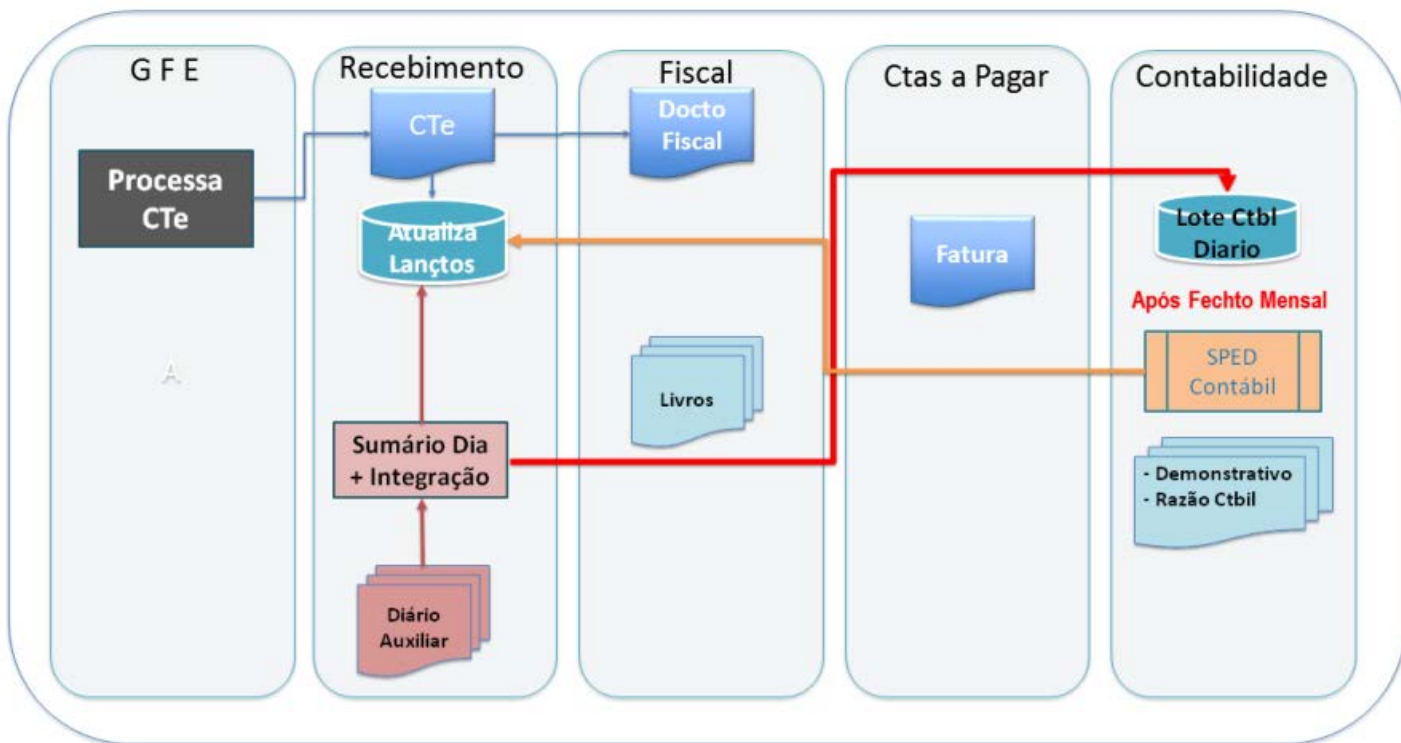 G F E
Processa
CTe
A
Recebimento
CTe
Atualiza
Lançtos
Sumário Dia
+ Integração
Diário
Auxiliar
Fiscal
Docto
Fiscal
Livros
Ctas a Pagar
Fatura
Contabilidade
Lote Ctbl
Diario
Após Fechto Mensal
SPED
Contábil
- Demonstrativo
- Razão Ctbil